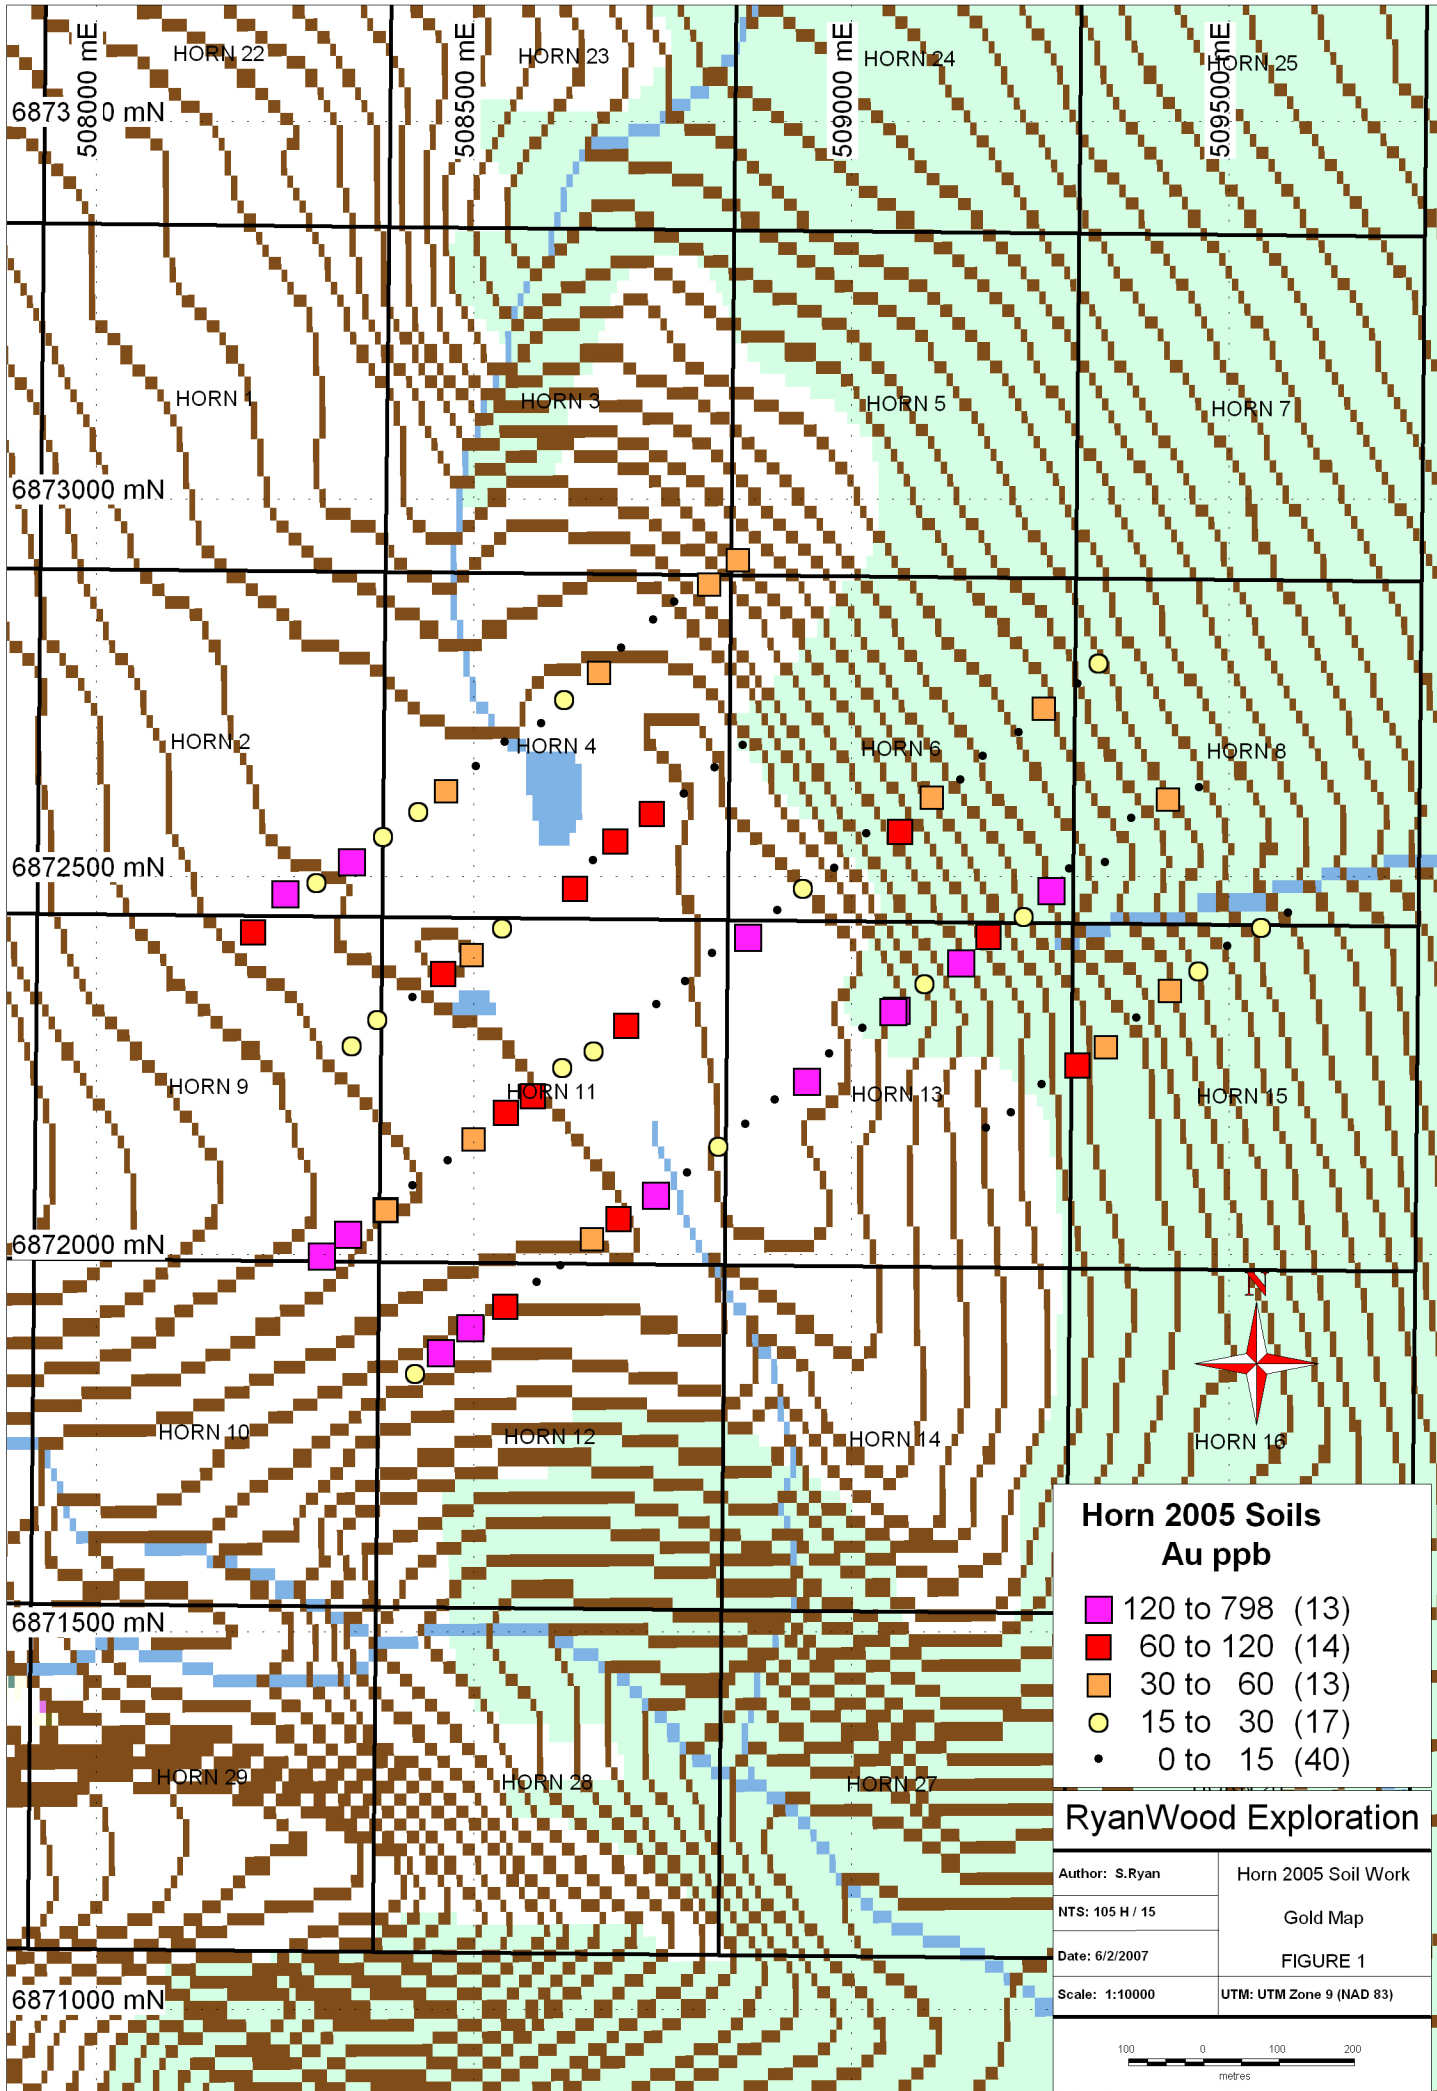 508000 mE
508500 mE
509000 mE
509500 mE
HORN 22
HORN 23
HORN 24
HORN 25
6873 0 mN
HORN 1
HORN 3
HORN 5
HORN 7
6873000 mN
HORN 2
HORN 4
HORN 6
HORN 8
6872500 mN
HORN 9
HORN 11
HORN 13
HORN 15
6872000 mN
N
HORN 10
HORN 12
HORN 14
HORN 16
6871500 mN
HORN 29
HORN 28
HORN 27
6871000 mN
Horn 2005 Soils
Au ppb
120 to 798 (13)
60 to 120 (14)
30 to 60 (13)
15 to 30 (17)
0 to 15 (40)
RyanWood Exploration
Author: S.Ryan
NTS: 105 H / 15
Date: 6/2/2007
Scale: 1:10000
Horn 2005 Soil Work
Gold Map
FIGURE 1
UTM: UTM Zone 9 (NAD 83)
100 0 100 200
metres